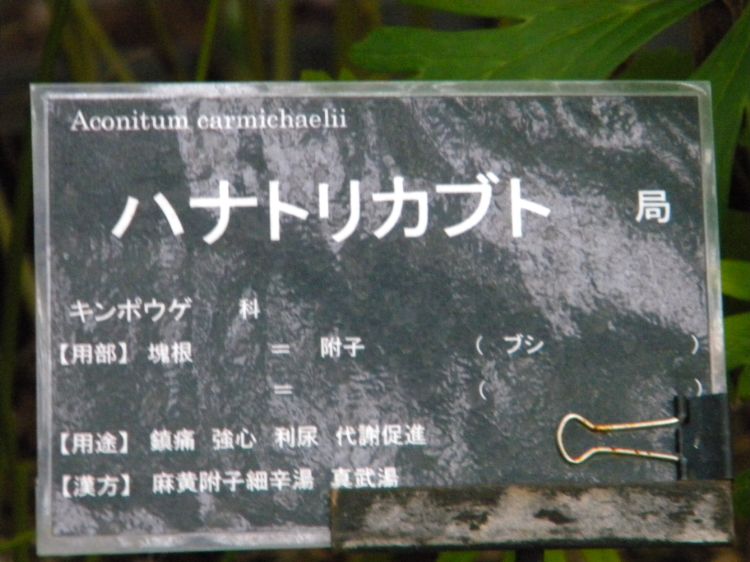 Aconitum carmichaelii
ハナトリカブト 局
キンポウゲ 科
【用部】 塊根 ＝ 附子 ( ブシ )
＝ ( )
【用途】 鎮痛 強心 利尿 代謝促進
【漢方】 麻黄附子細辛湯 真武湯